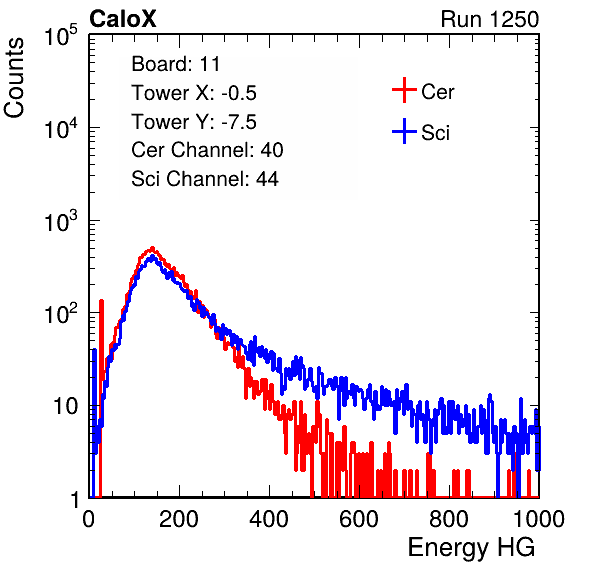 CaloX Run 1250
Counts
10^5
10^4
10^3
10^2
10
1
Board: 11
Tower X: -0.5
Tower Y: -7.5
Cer Channel: 40
Sci Channel: 44
Cer
Sci
0 200 400 600 800 1000
Energy HG